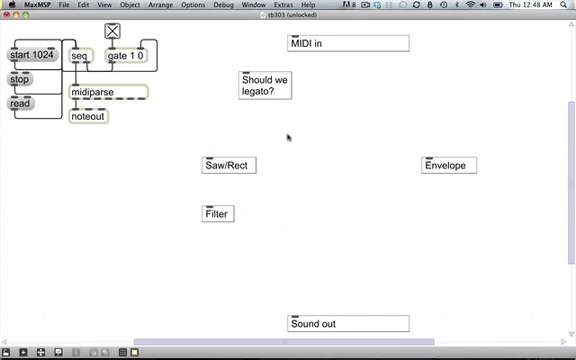 MaxMSP File Edit View Object Arrange Options Debug Window Extras Help 8 Thu 12:48 AM
tb303 (unlocked)
MIDI in
start 1024 seq gate 1 0
stop
Should we
legato?
midiparse
read
noteout
Saw/Rect Envelope
Filter
Sound out